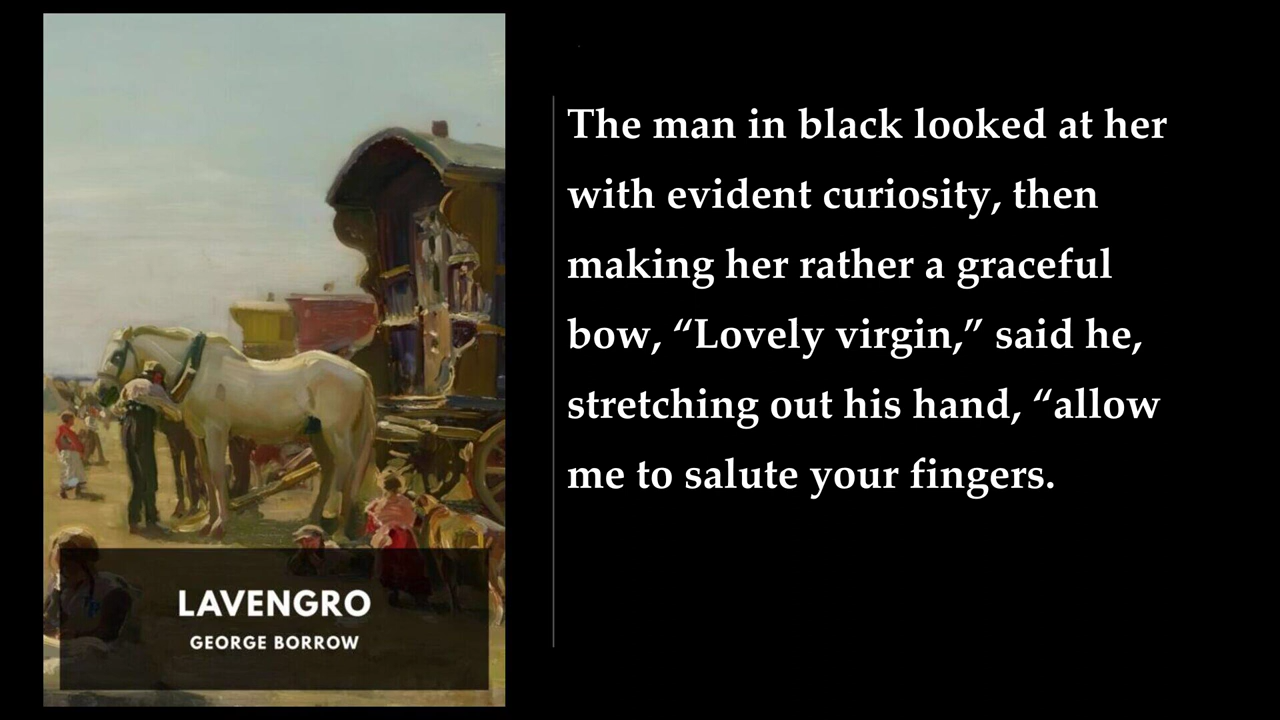 The man in black looked at her
with evident curiosity, then
making her rather a graceful
bow, “Lovely virgin,” said he,
stretching out his hand, “allow
me to salute your fingers.
LAVENGRO
GEORGE BORROW